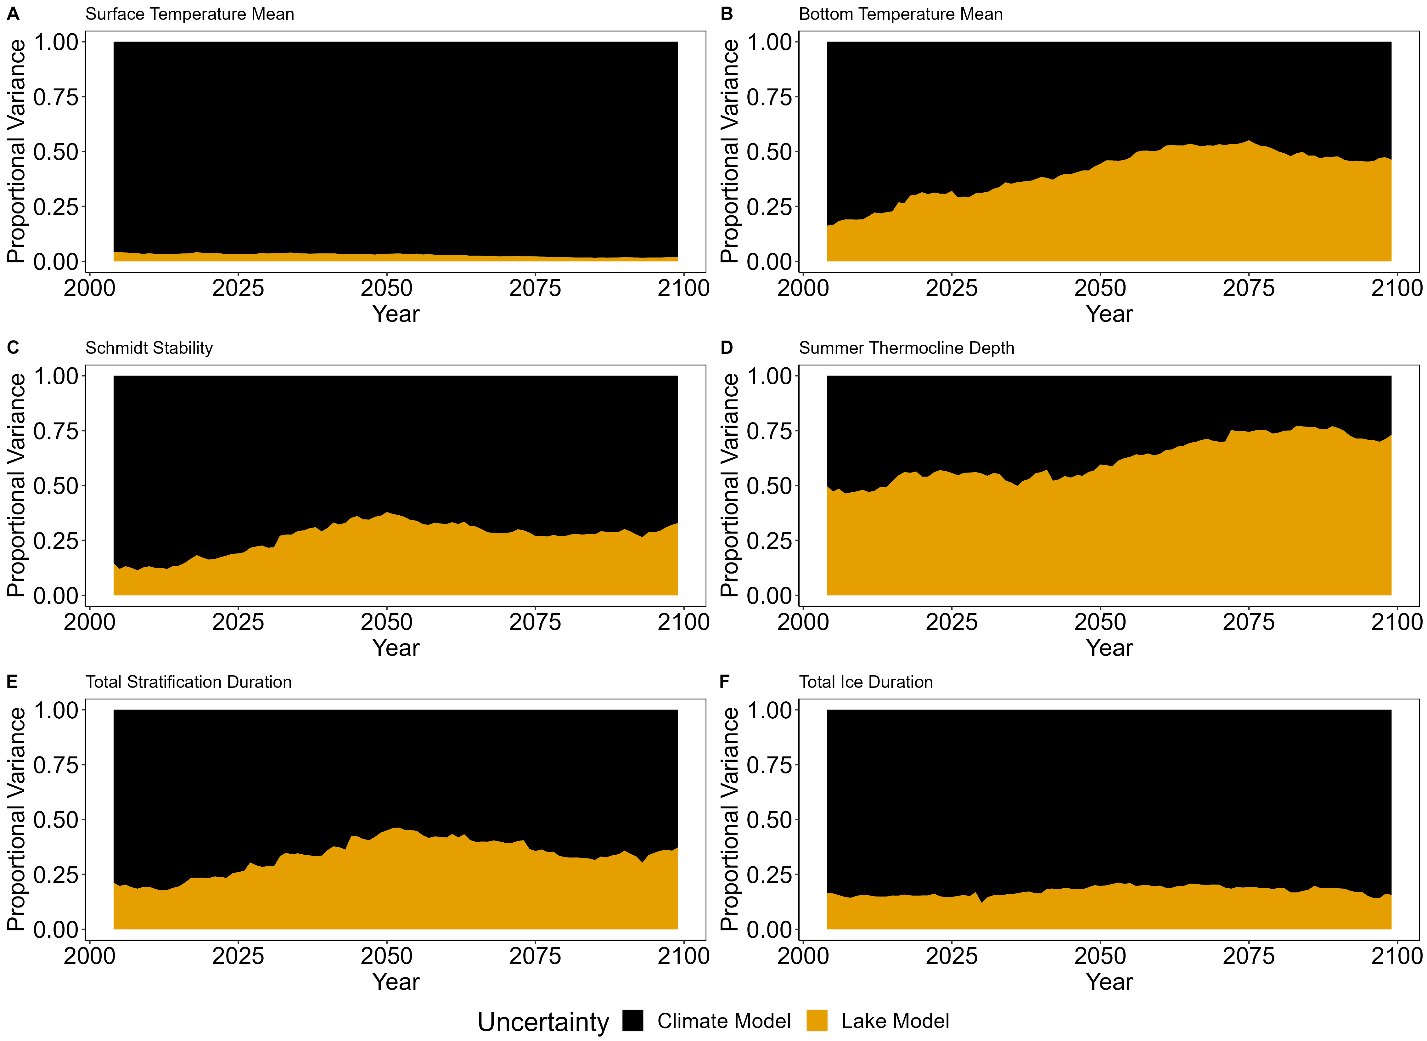 A Surface Temperature Mean
Proportional Variance
1.00
0.75
0.50
0.25
0.00
2000 2025 2050 2075 2100
Year
B Bottom Temperature Mean
Proportional Variance
1.00
0.75
0.50
0.25
0.00
2000 2025 2050 2075 2100
Year
C Schmidt Stability
Proportional Variance
1.00
0.75
0.50
0.25
0.00
2000 2025 2050 2075 2100
Year
D Summer Thermocline Depth
Proportional Variance
1.00
0.75
0.50
0.25
0.00
2000 2025 2050 2075 2100
Year
E Total Stratification Duration
Proportional Variance
1.00
0.75
0.50
0.25
0.00
2000 2025 2050 2075 2100
Year
F Total Ice Duration
Proportional Variance
1.00
0.75
0.50
0.25
0.00
2000 2025 2050 2075 2100
Year
Uncertainty Climate Model Lake Model